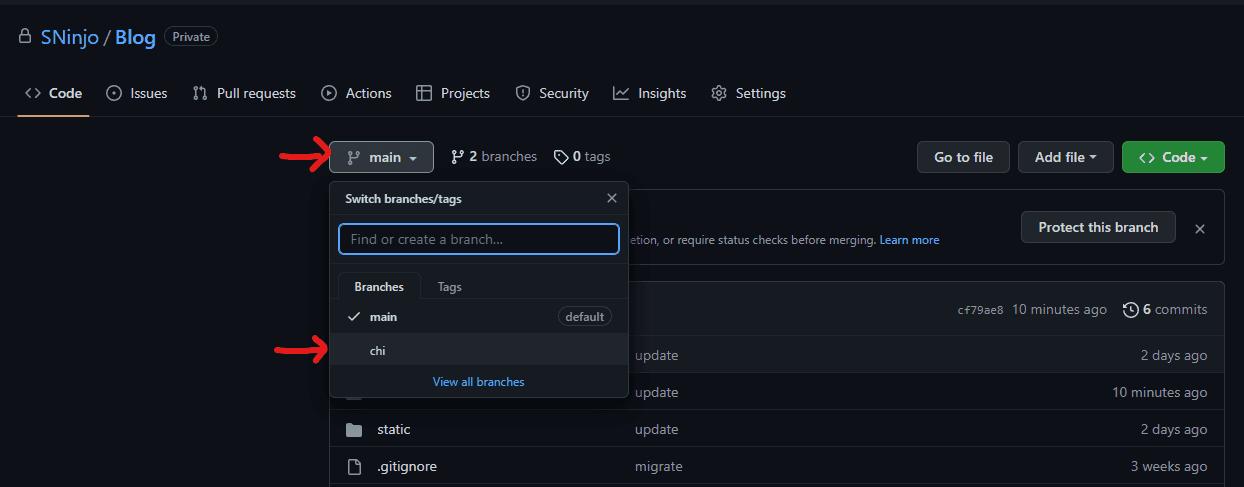 SNinjo / Blog Private
Code Issues Pull requests Actions Projects Security Insights Settings
main 2 branches 0 tags Go to file Add file Code
Switch branches/tags
Find or create a branch...
etion, or require status checks before merging. Learn more
Protect this branch
Branches Tags
main default
chi
View all branches
cf79ae8 10 minutes ago 6 commits
update 2 days ago
update 10 minutes ago
static update 2 days ago
.gitignore migrate 3 weeks ago